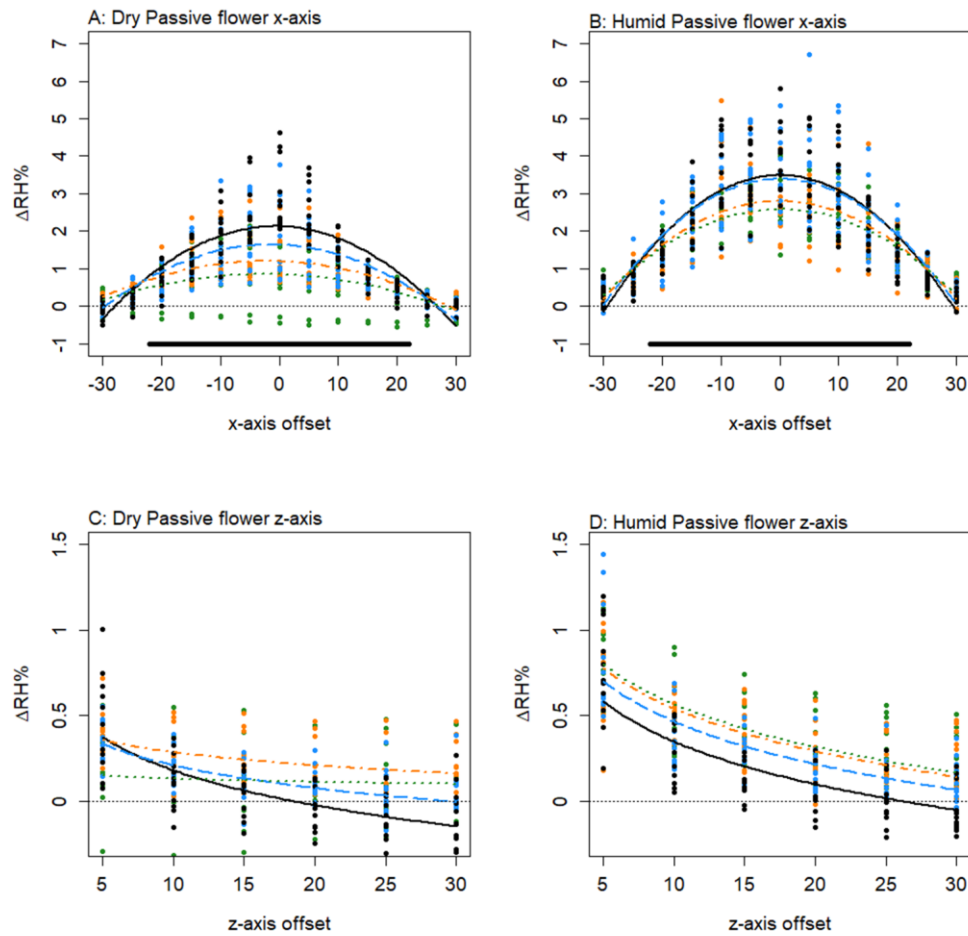 A: Dry Passive flower x-axis
7
6
5
4
3
2
1
0
-1
ΔRH%
-30 -20 -10 0 10 20 30
x-axis offset
B: Humid Passive flower x-axis
7
6
5
4
3
2
1
0
-1
ΔRH%
-30 -20 -10 0 10 20 30
x-axis offset
C: Dry Passive flower z-axis
1.5
1
0.5
0
ΔRH%
5 10 15 20 25 30
z-axis offset
D: Humid Passive flower z-axis
1.5
1
0.5
0
ΔRH%
5 10 15 20 25 30
z-axis offset